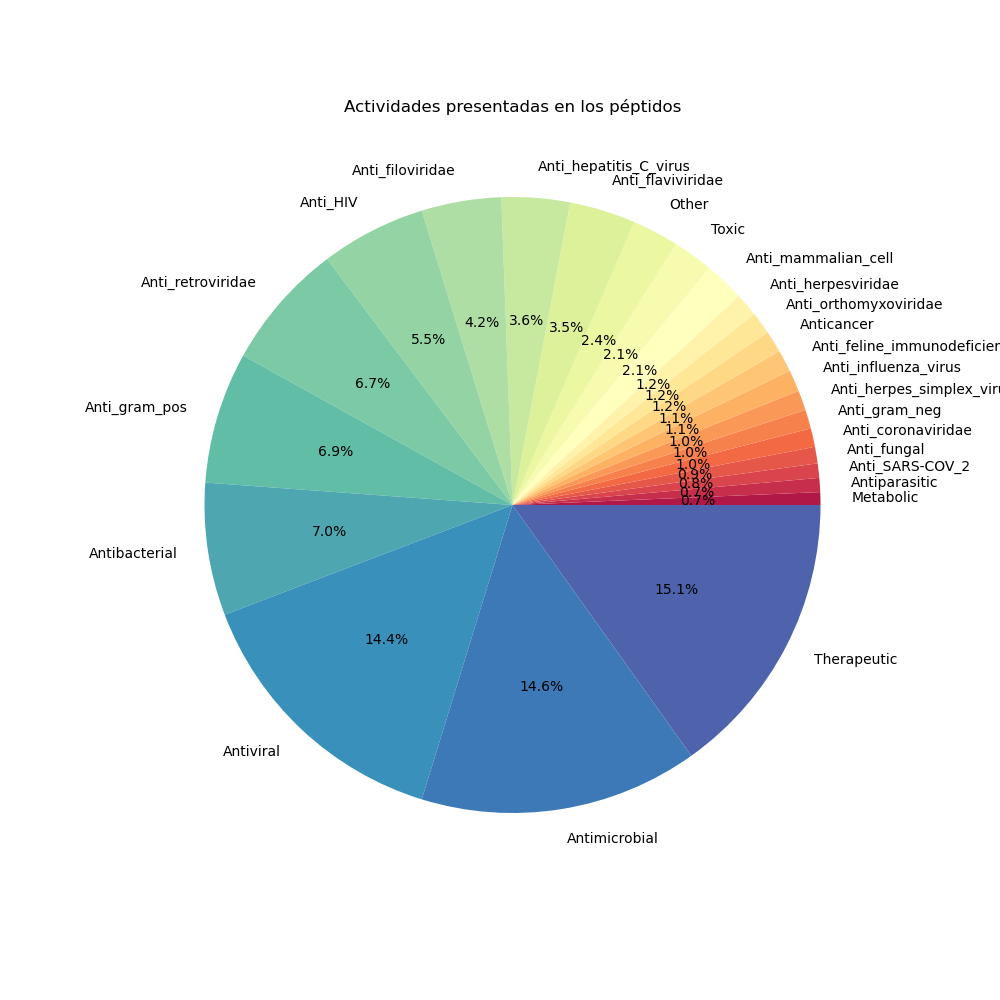 Actividades presentadas en los péptidos
Anti_hepatitis_C_virus
Anti_filoviridae
Anti_flaviviridae
Anti_HIV
Other
Toxic
Anti_mammalian_cell
Anti_retroviridae
Anti_herpesviridae
Anti_orthomyxoviridae
Anticancer
Anti_feline_immunodeficien
Anti_influenza_virus
Anti_herpes_simplex_viru
Anti_gram_pos
Anti_gram_neg
Anti_coronaviridae
Anti_fungal
Anti_SARS-COV_2
Antiparasitic
Metabolic
Antibacterial
Therapeutic
Antiviral
Antimicrobial
3.6%
4.2%
3.5%
5.5%
2.4%
2.1%
2.1%
6.7%
1.2%
1.2%
1.2%
1.1%
1.1%
1.0%
6.9%
1.0%
1.0%
0.9%
0.8%
0.7%
0.7%
7.0%
15.1%
14.4%
14.6%